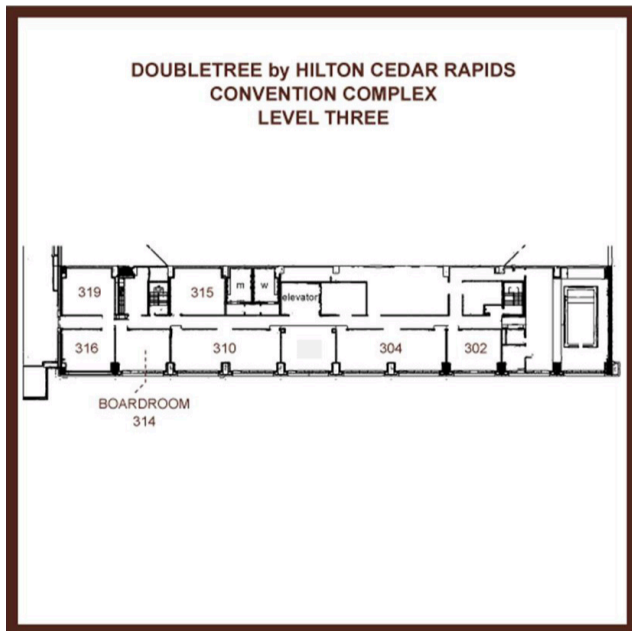 DOUBLETREE by HILTON CEDAR RAPIDS
CONVENTION COMPLEX
LEVEL THREE
319
315
m
w
elevator
316
310
304
302
BOARDROOM
314